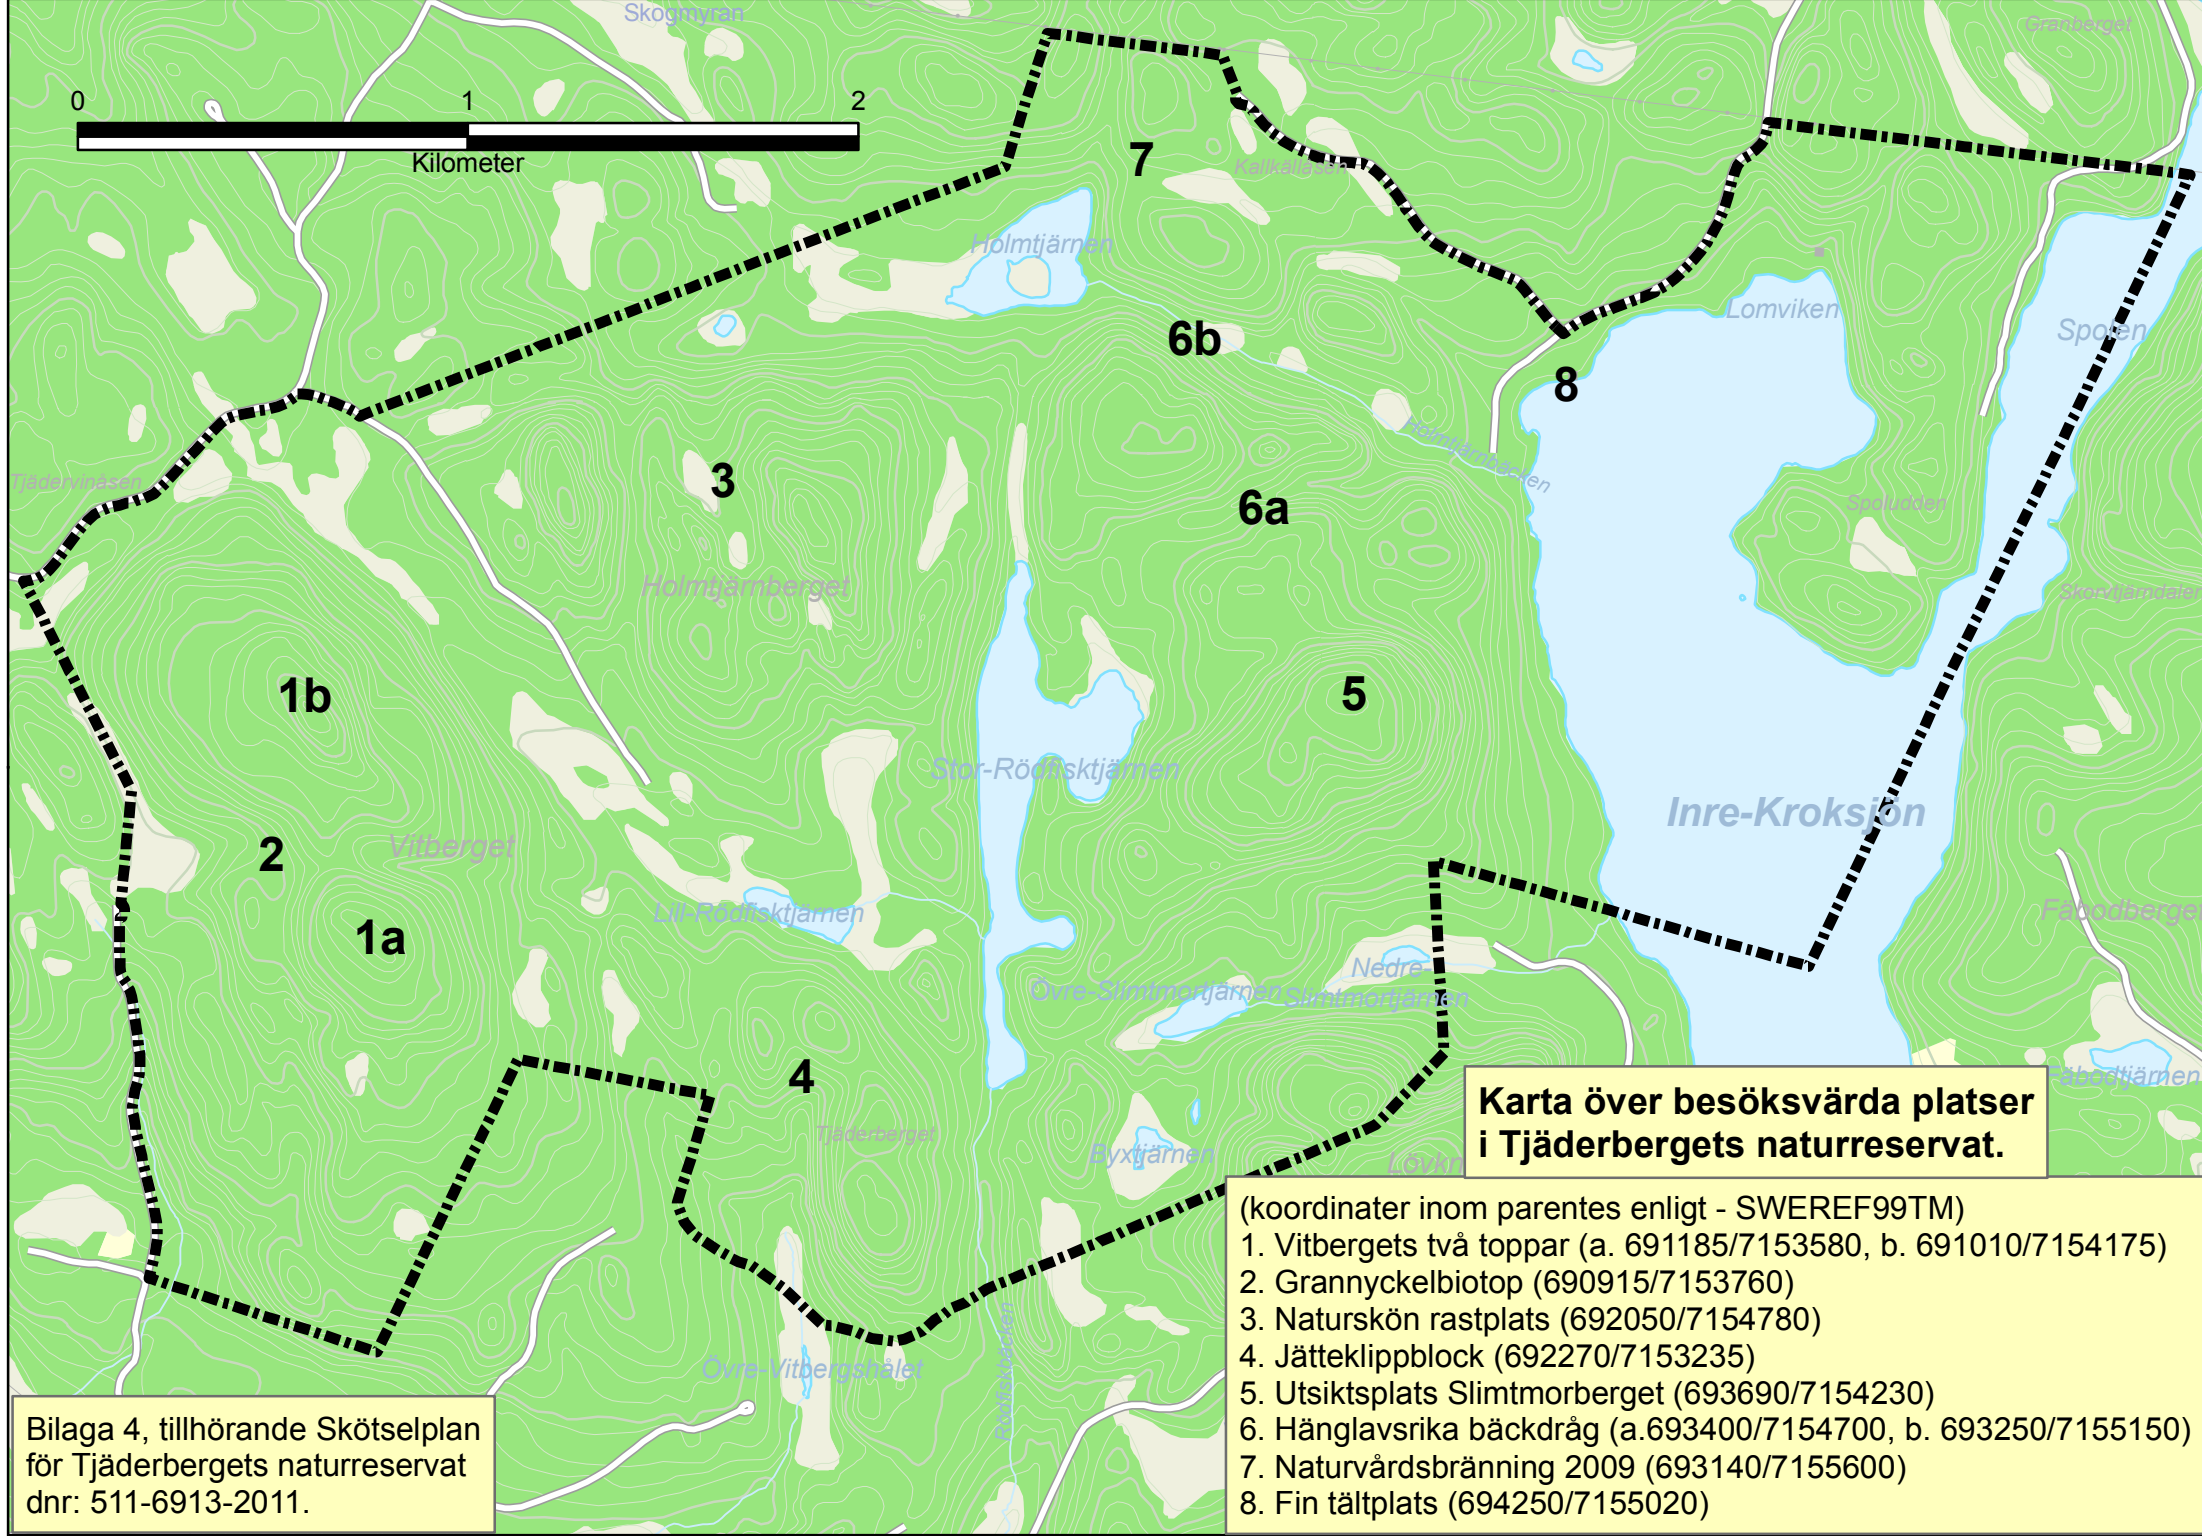 Skogmyran
Granberget
0 1 2
Kilometer
7
Kallkällåsen
Holmtjärnen
Lomviken
Spolen
6b
8
Holmtjärnbäcken
Tjädervinåsen
3
6a
Spoludden
Holmtjärnberget
Skorvtjärndalen
1b
5
Stor-Rödfisktjärnen
Inre-Kroksjön
2
Vitberget
Lill-Rödfisktjärnen
Fäbodberget
1a
Nedre-
Slimtmortjärnen
Övre-Slimtmortjärnen
4
Fäbodtjärnen
Tjäderberget
Byxtjärnen
Lövkn
Övre-Vitbergshålet
Rödfiskbäcken
Karta över besöksvärda platser
i Tjäderbergets naturreservat.
(koordinater inom parentes enligt - SWEREF99TM)
1. Vitbergets två toppar (a. 691185/7153580, b. 691010/7154175)
2. Grannyckelbiotop (690915/7153760)
3. Naturskön rastplats (692050/7154780)
4. Jätteklippblock (692270/7153235)
5. Utsiktsplats Slimtmorberget (693690/7154230)
6. Hänglavsrika bäckdråg (a.693400/7154700, b. 693250/7155150)
7. Naturvårdsbränning 2009 (693140/7155600)
8. Fin tältplats (694250/7155020)
Bilaga 4, tillhörande Skötselplan
för Tjäderbergets naturreservat
dnr: 511-6913-2011.